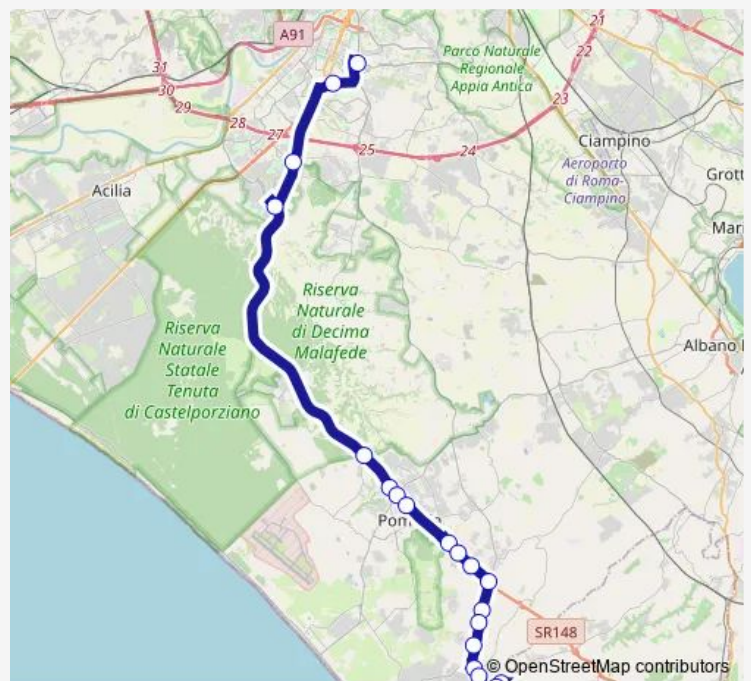 A91
21
22
23
24
25
27
28
29
30
31
Parco Naturale
Regionale
Appia Antica
Ciampino
Aeroporto
di Roma-
Ciampino
Grott
Acilia
Mari
Riserva
Naturale
di Decima
Malafede
Riserva
Naturale
Statale
Tenuta
di Castelporziano
Albano
SR148
© OpenStreetMap contributors